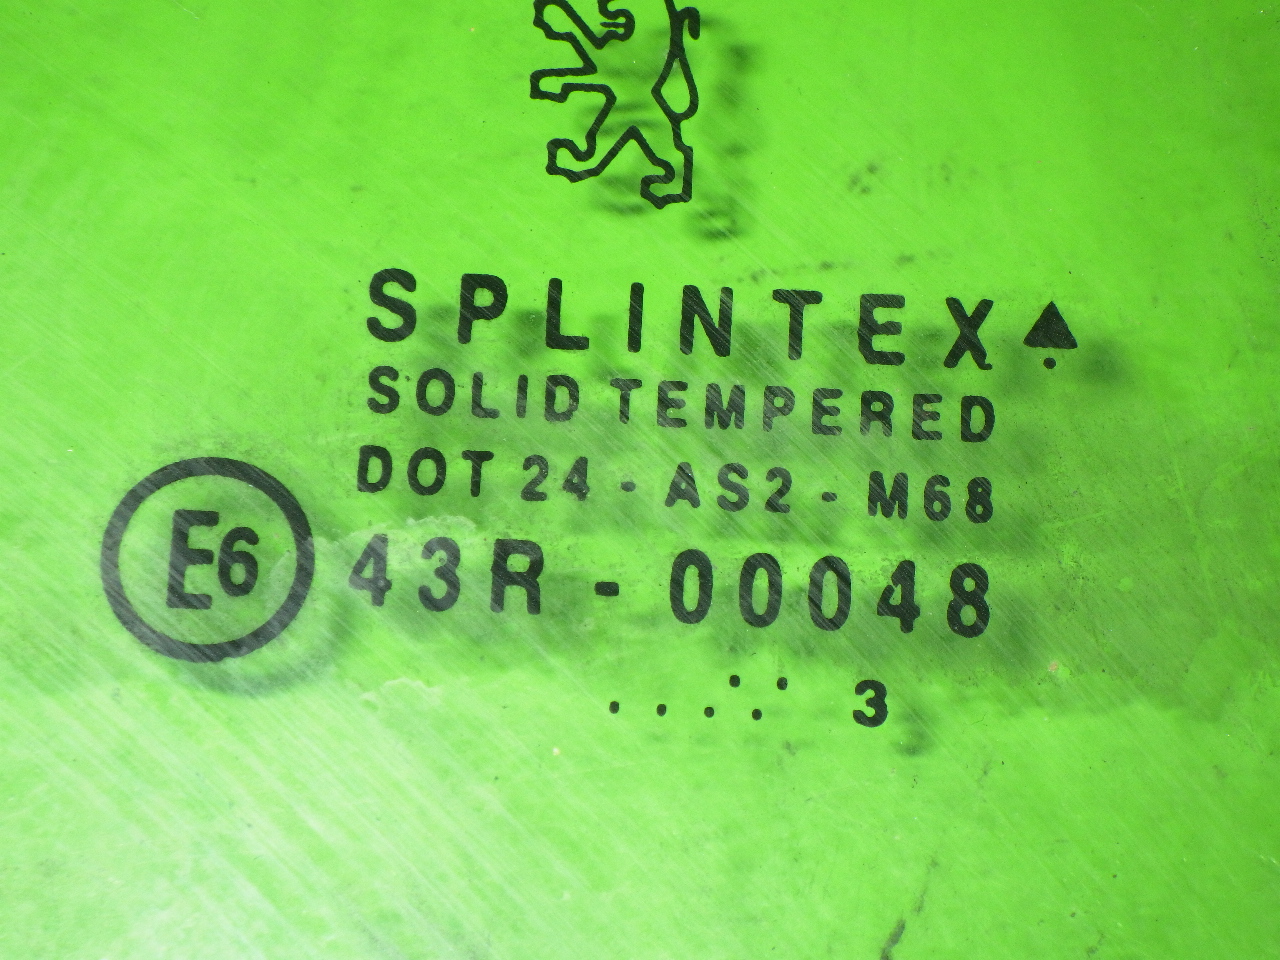 SPLINTEX
SOLID TEMPERED
DOT 24 - AS2 - M68
E6 43R - 00048
.... .. 3